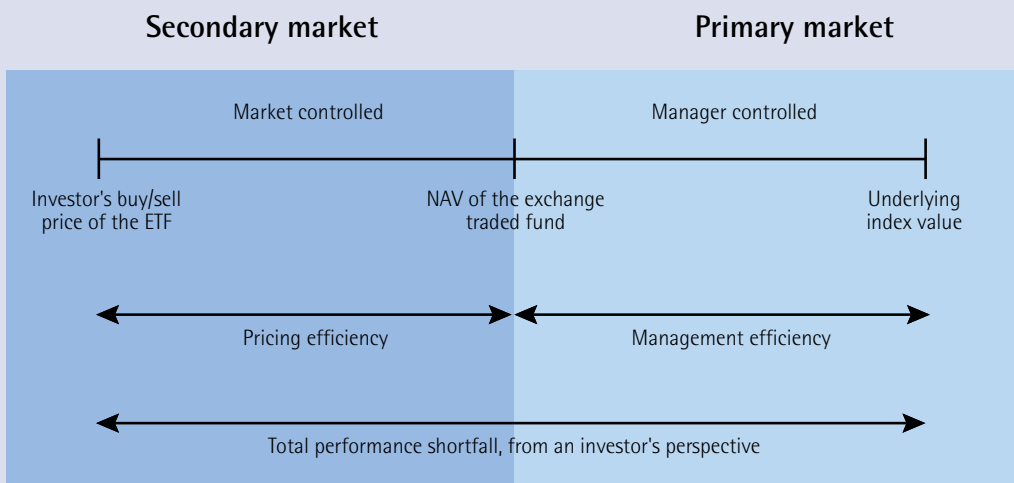 Secondary market
Primary market
Market controlled
Manager controlled
Investor's buy/sell
price of the ETF
NAV of the exchange
traded fund
Underlying
index value
Pricing efficiency
Management efficiency
Total performance shortfall, from an investor's perspective